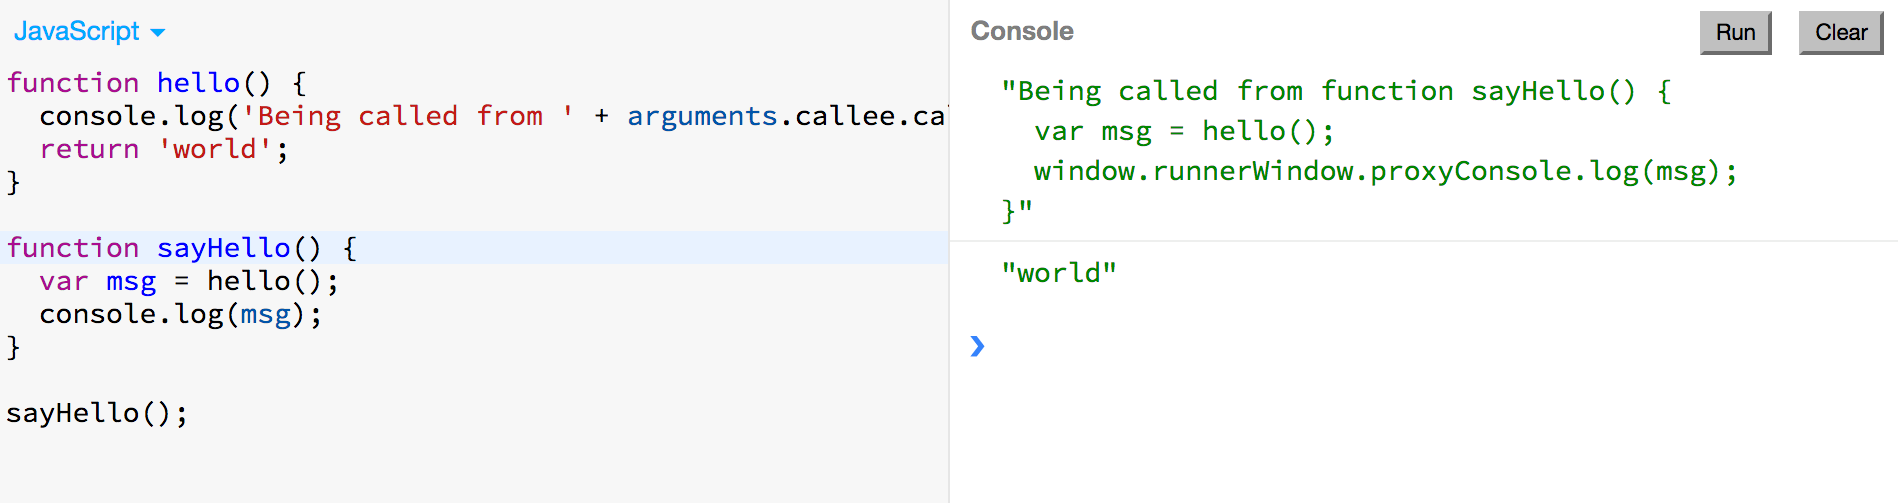 JavaScript
function hello() {
  console.log('Being called from ' + arguments.callee.ca
  return 'world';
}
function sayHello() {
  var msg = hello();
  console.log(msg);
}
sayHello();
Console
Run
Clear
"Being called from function sayHello() {
  var msg = hello();
  window.runnerWindow.proxyConsole.log(msg);
}"
"world"